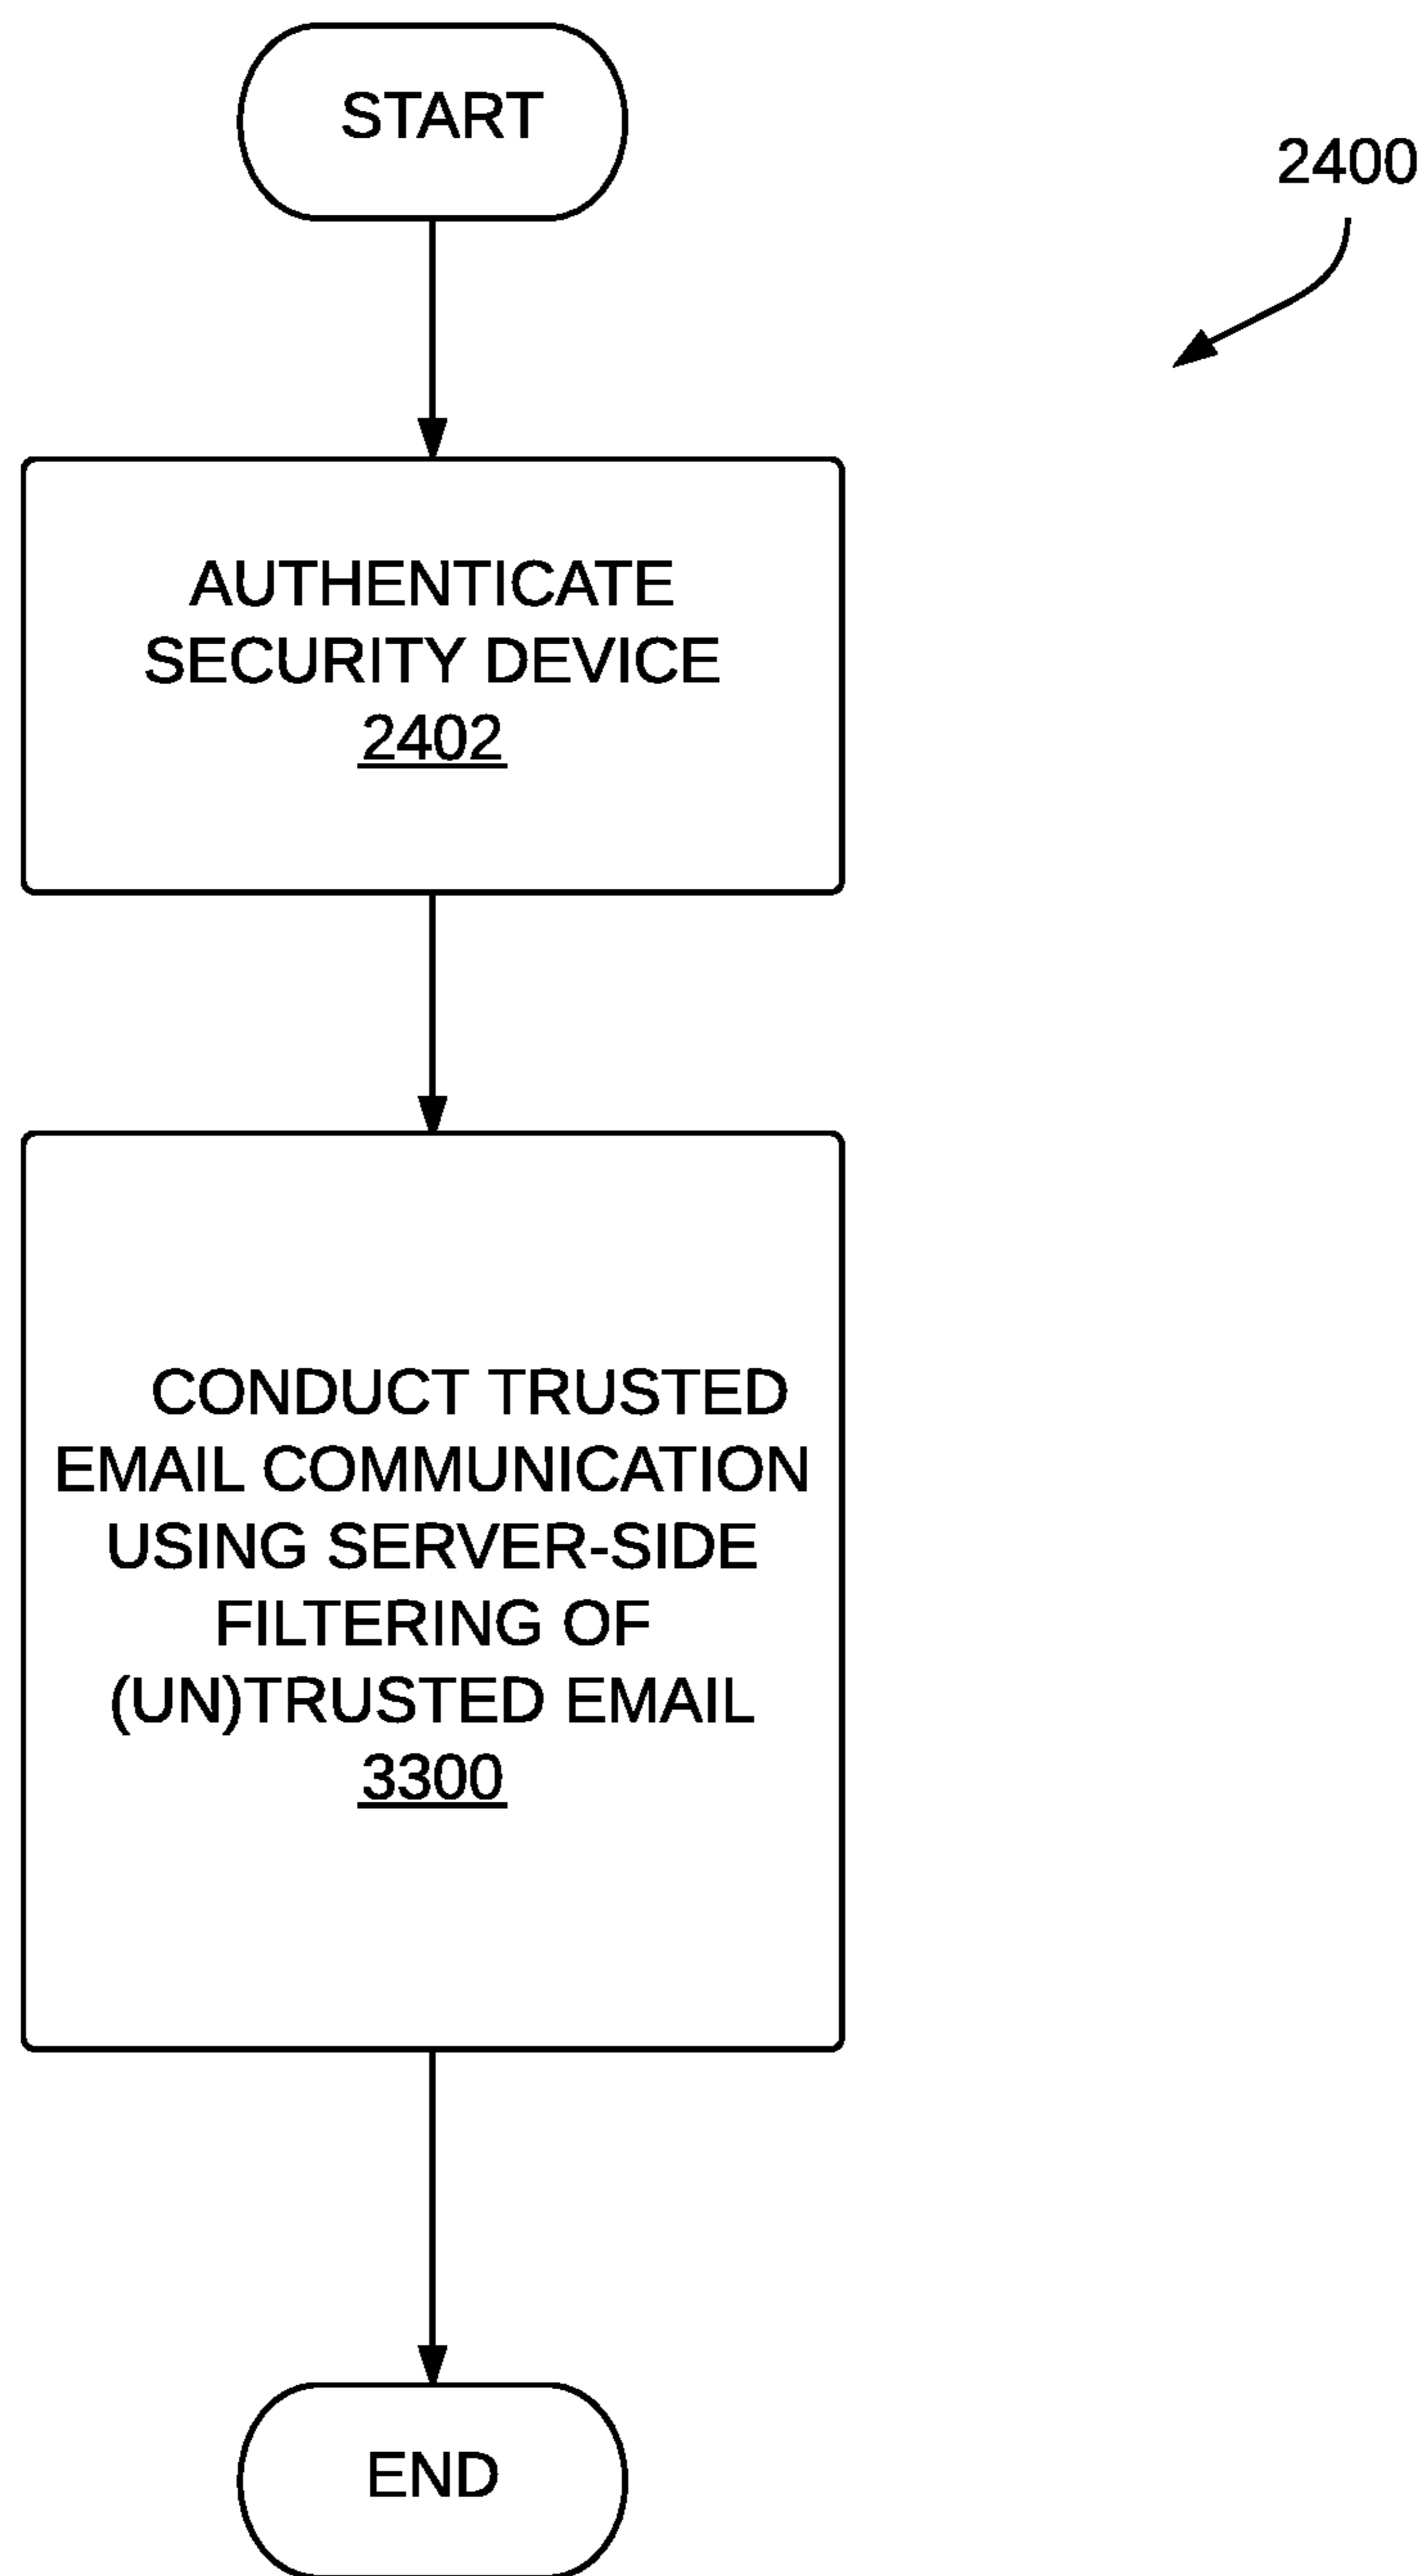 START
2400
AUTHENTICATE
SECURITY DEVICE
2402
CONDUCT TRUSTED
EMAIL COMMUNICATION
USING SERVER-SIDE
FILTERING OF
(UN)TRUSTED EMAIL
3300
END